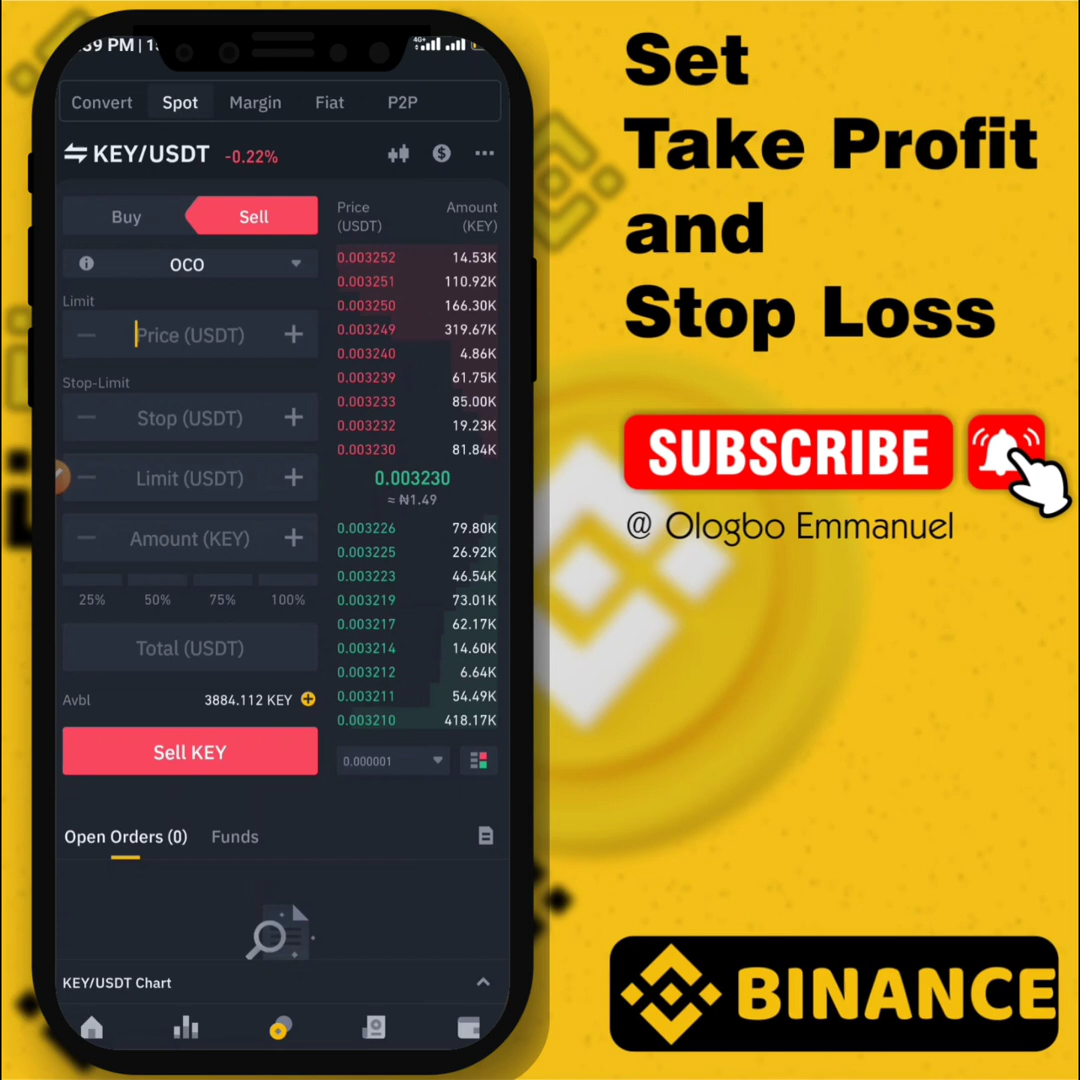 Set
Take Profit
and
Stop Loss
SUBSCRIBE
@ Ologbo Emmanuel
BINANCE
39 PM | 4G+
Convert Spot Margin Fiat P2P
KEY/USDT -0.22%
Buy Sell
OCO
Limit
Price (USDT)
Stop-Limit
Stop (USDT)
Limit (USDT)
Amount (KEY)
25% 50% 75% 100%
Total (USDT)
Avbl 3884.112 KEY
Sell KEY
Price Amount
(USDT) (KEY)
0.003252 14.53K
0.003251 110.92K
0.003250 166.30K
0.003249 319.67K
0.003240 4.86K
0.003239 61.75K
0.003233 85.00K
0.003232 19.23K
0.003230 81.84K
0.003230
≈ ₦1.49
0.003226 79.80K
0.003225 26.92K
0.003223 46.54K
0.003219 73.01K
0.003217 62.17K
0.003214 14.60K
0.003212 6.64K
0.003211 54.49K
0.003210 418.17K
0.000001
Open Orders (0) Funds
KEY/USDT Chart